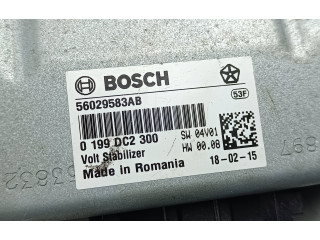 BOSCH
56029583AB
53F
0 199 DC2 300
SW 04V01
Volt Stabilizer
HW 00.08
Made in Romania
18-02-15